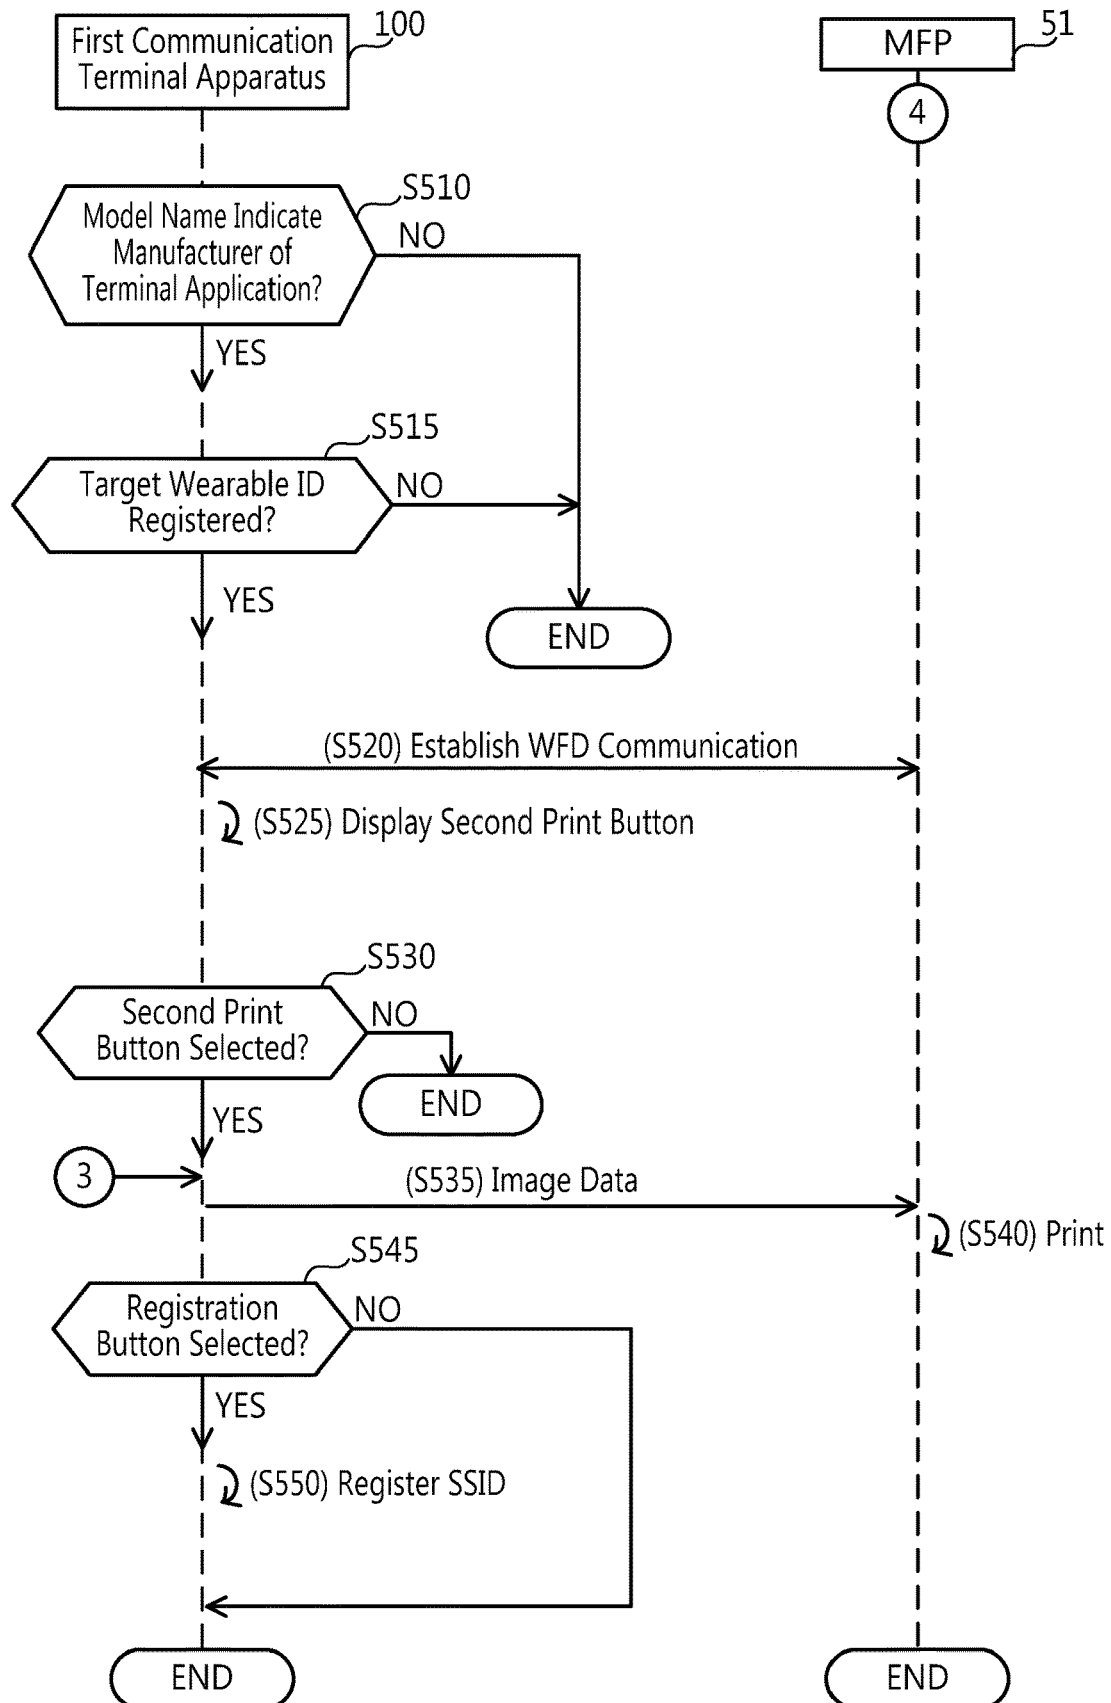 First Communication
Terminal Apparatus
100
MFP
51
4
S510
Model Name Indicate
Manufacturer of
Terminal Application?
NO
YES
S515
Target Wearable ID
Registered?
NO
YES
END
(S520) Establish WFD Communication
(S525) Display Second Print Button
S530
Second Print
Button Selected?
NO
END
YES
3
(S535) Image Data
(S540) Print
S545
Registration
Button Selected?
NO
YES
(S550) Register SSID
END
END